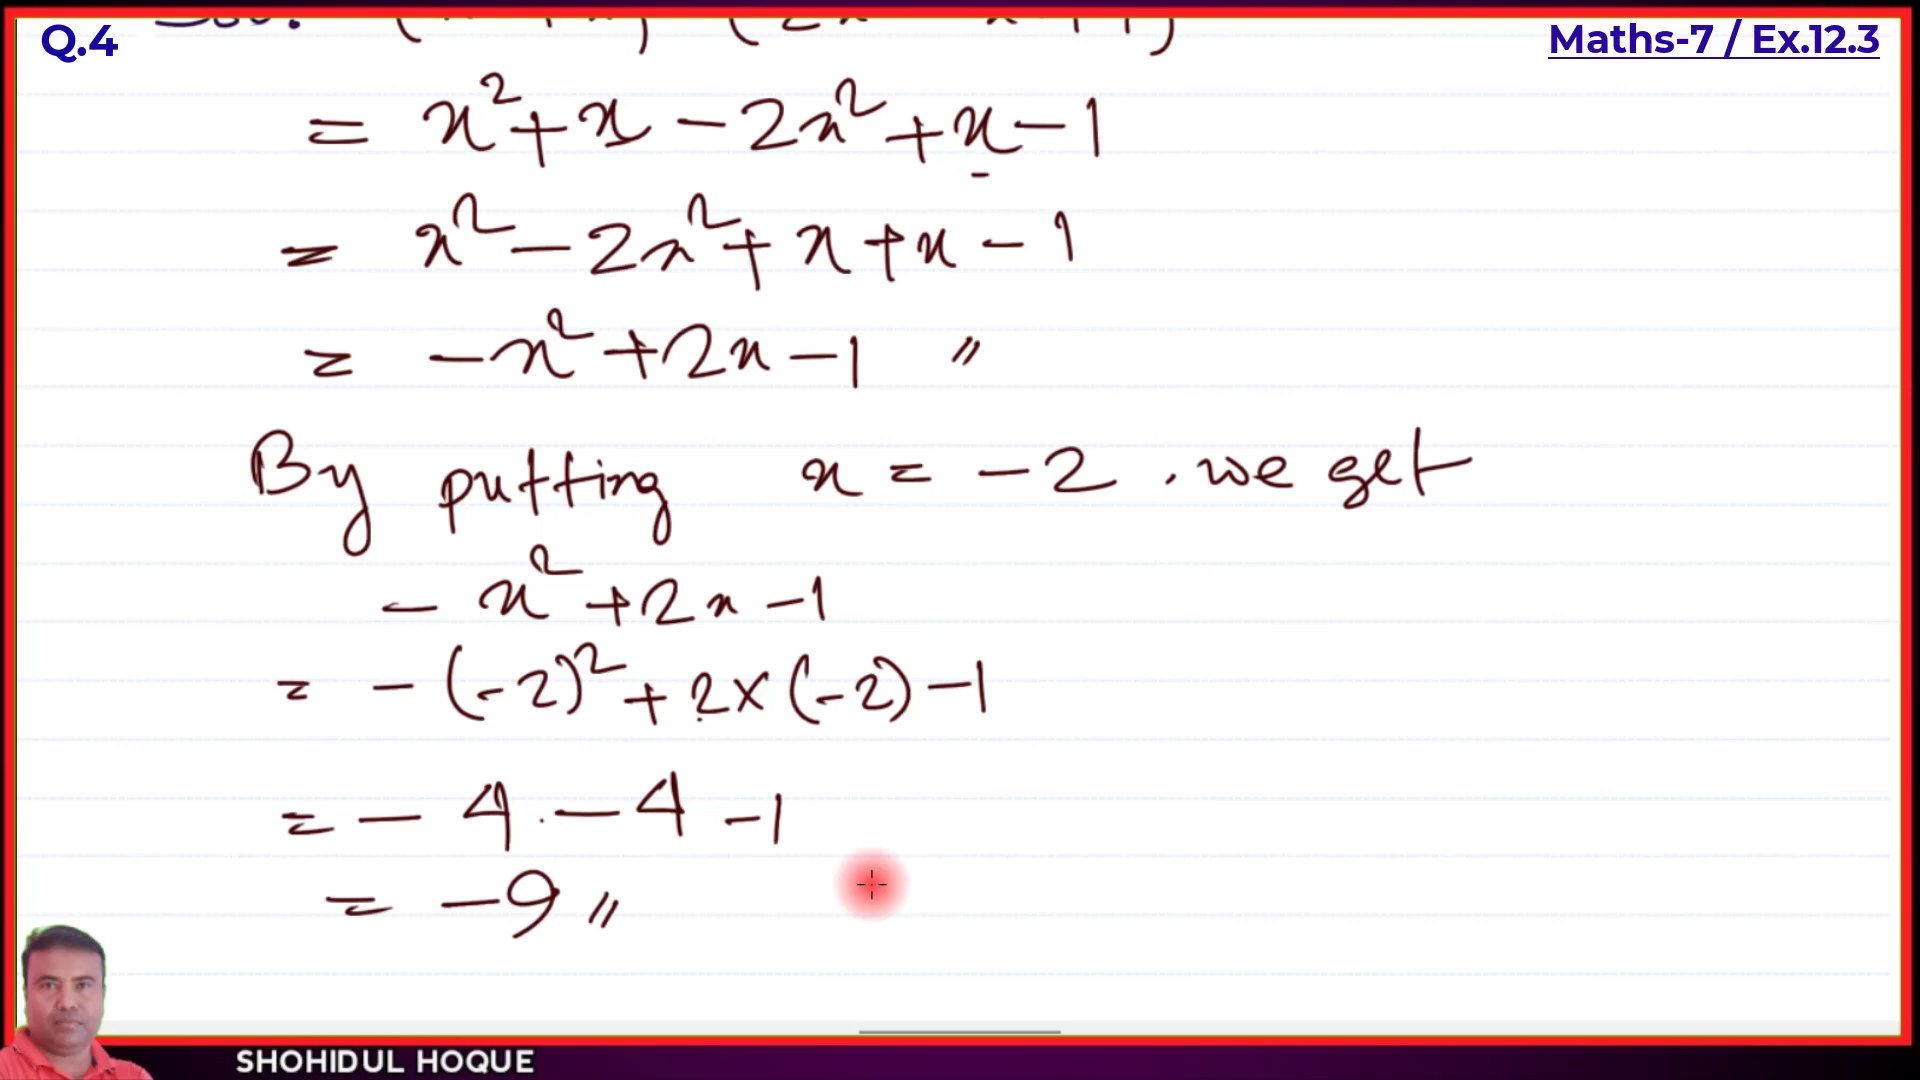 Q.4
Maths-7 / Ex.12.3
= x² + x - 2x² + x - 1
= x² - 2x² + x + x - 1
= -x² + 2x - 1 〃
By putting x = -2, we get
- x² + 2x - 1
= -(-2)² + 2×(-2) - 1
= - 4 - 4 - 1
= -9 〃
SHOHIDUL HOQUE